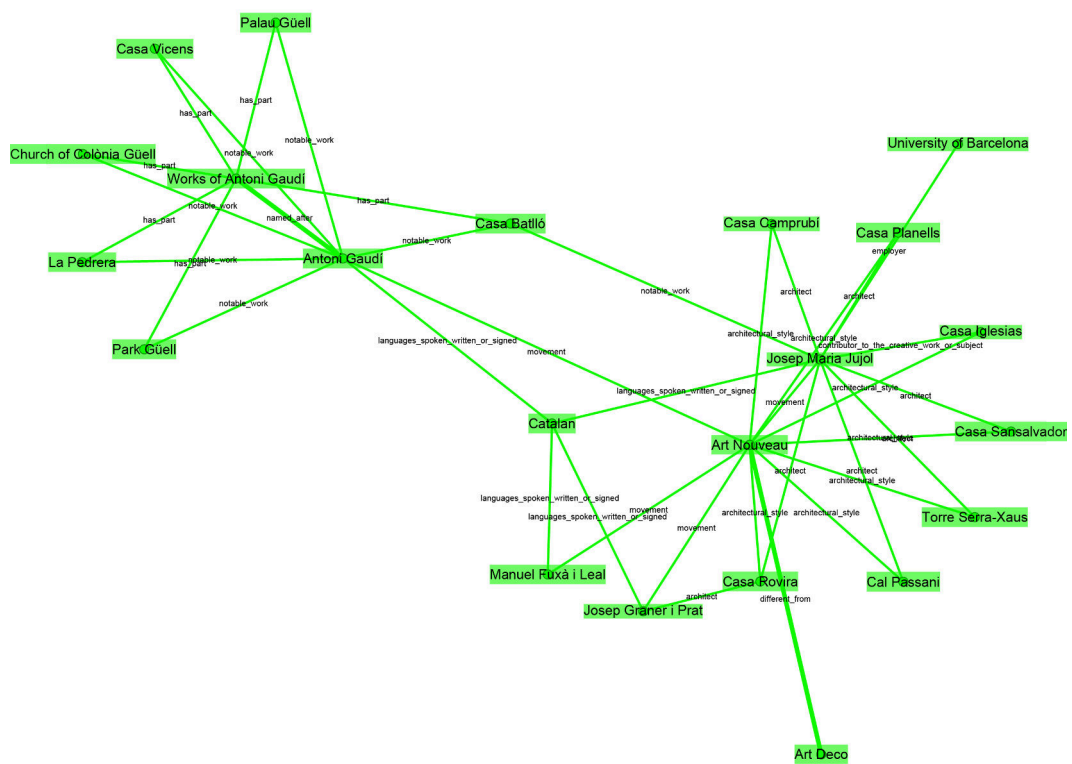 Palau Güell
Casa Vicens
has_part
has_part
University of Barcelona
notable_work
Church of Colònia Güell
notable_work
has_part
Works of Antoni Gaudí
has_part
notable_work
named_after
has_part
Casa Batlló
Casa Camprubí
Casa Planells
notable_work
employer
La Pedrera
has_part
notable_work
Antoni Gaudí
notable_work
architect
architect
notable_work
architectural_style
architectural_style
Casa Iglesias
languages_spoken_written_or_signed
contributor_to_the_creative_work_or_subject
Park Güell
movement
Josep Maria Jujol
languages_spoken_written_or_signed
architectural_style
movement
architect
Catalan
Art Nouveau
architectural_style
architect
Casa Sansalvador
languages_spoken_written_or_signed
architect
architectural_style
languages_spoken_written_or_signed
movement
architectural_style
architectural_style
Torre Serra-Xaus
movement
Manuel Fuxà i Leal
Casa Rovira
Cal Passani
architect
different_from
Josep Graner i Prat
Art Deco